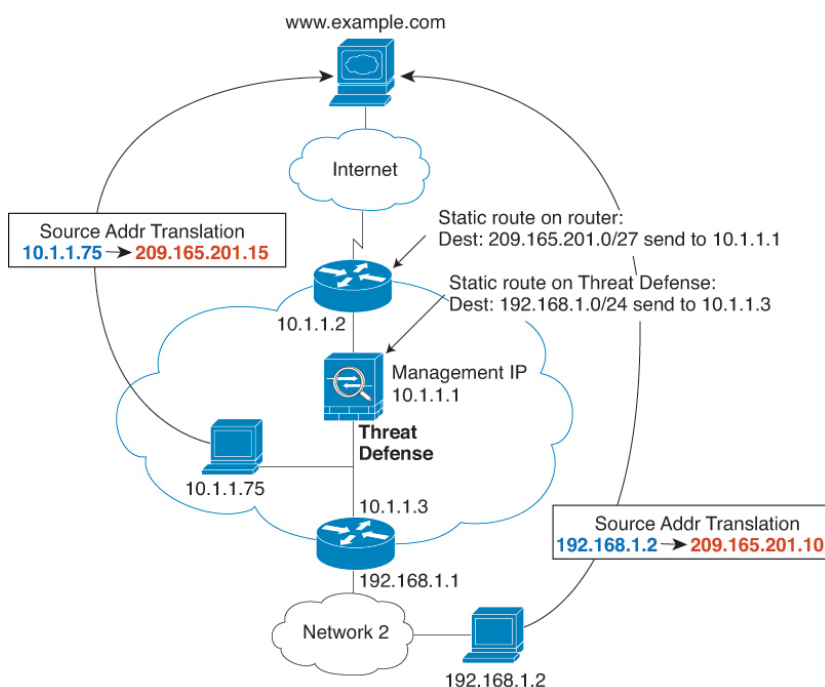 www.example.com
Internet
Source Addr Translation
10.1.1.75 209.165.201.15
Static route on router:
Dest: 209.165.201.0/27 send to 10.1.1.1
Static route on Threat Defense:
Dest: 192.168.1.0/24 send to 10.1.1.3
10.1.1.2
Management IP
10.1.1.1
Threat
Defense
10.1.1.75
10.1.1.3
Source Addr Translation
192.168.1.2 209.165.201.10
192.168.1.1
Network 2
192.168.1.2